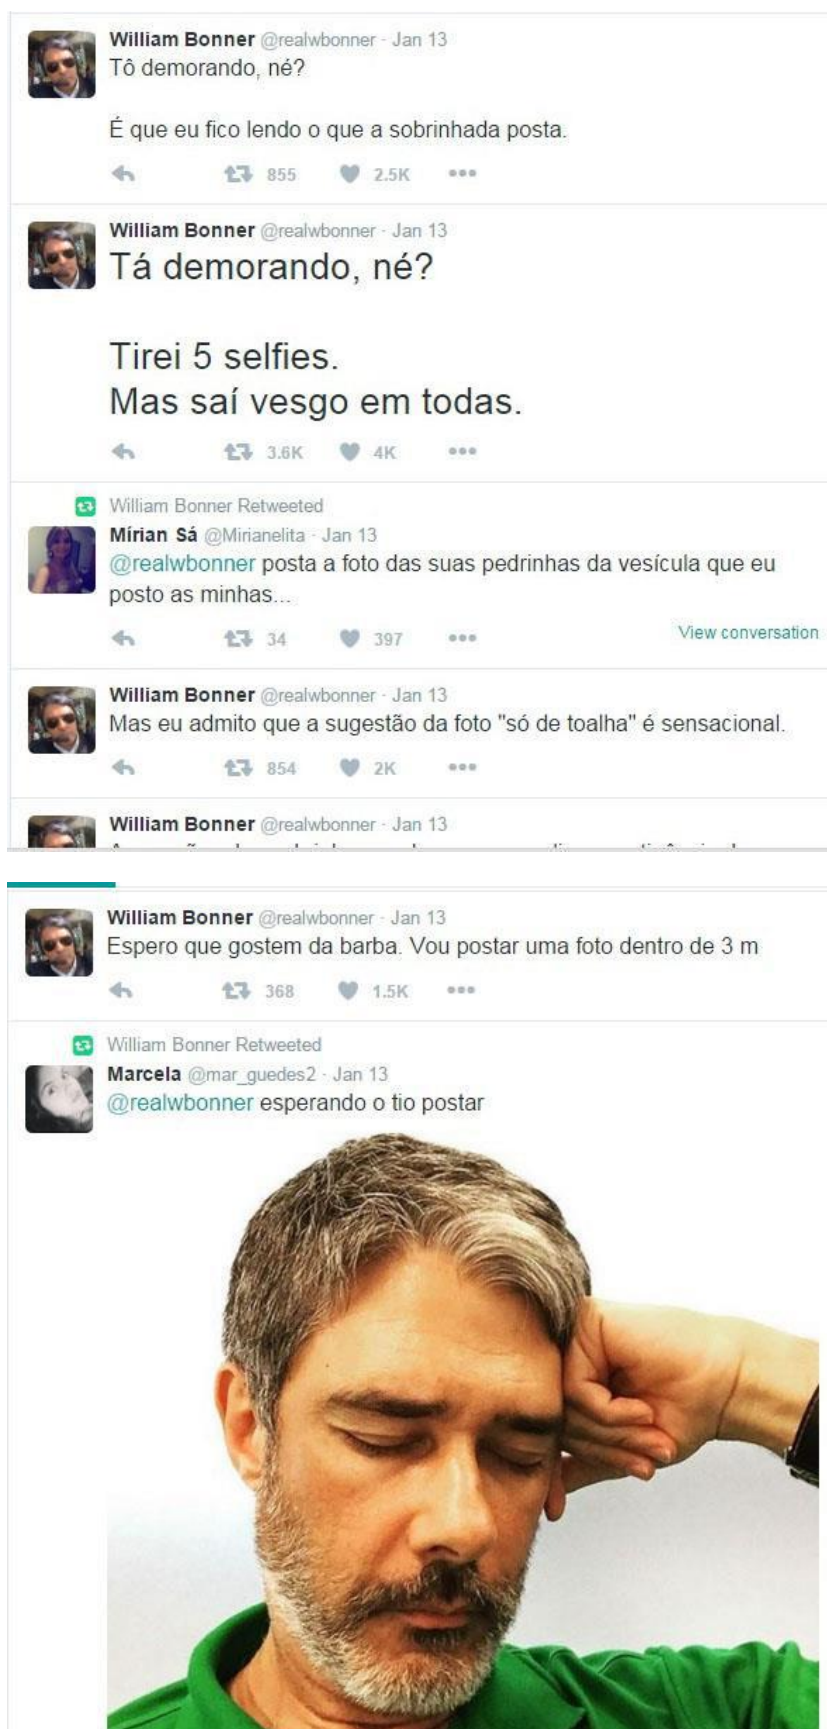 William Bonner @realwbonner · Jan 13
Tô demorando, né?
É que eu fico lendo o que a sobrinhada posta.
855 2.5K
William Bonner @realwbonner · Jan 13
Tá demorando, né?
Tirei 5 selfies.
Mas saí vesgo em todas.
3.6K 4K
William Bonner Retweeted
Mírian Sá @Mirianelita · Jan 13
@realwbonner posta a foto das suas pedrinhas da vesícula que eu
posto as minhas...
34 397 View conversation
William Bonner @realwbonner · Jan 13
Mas eu admito que a sugestão da foto "só de toalha" é sensacional.
854 2K
William Bonner @realwbonner · Jan 13
William Bonner @realwbonner · Jan 13
Espero que gostem da barba. Vou postar uma foto dentro de 3 m
368 1.5K
William Bonner Retweeted
Marcela @mar_guedes2 · Jan 13
@realwbonner esperando o tio postar